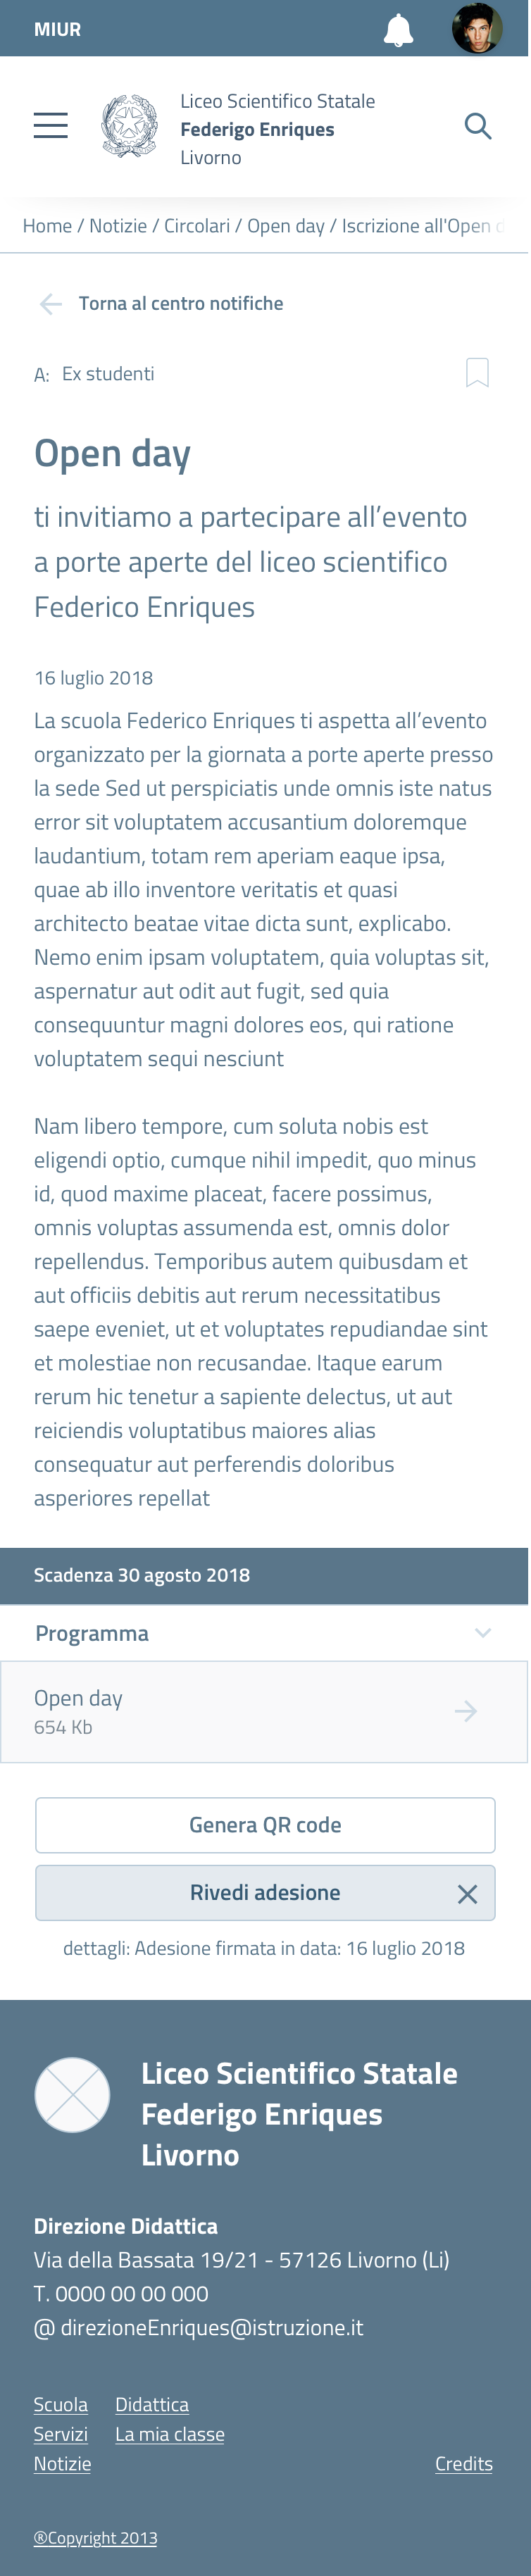 MIUR
Liceo Scientifico Statale
Federigo Enriques
Livorno
Home / Notizie / Circolari / Open day / Iscrizione all'Open
Torna al centro notifiche
A: Ex studenti
Open day
ti invitiamo a partecipare all’evento
a porte aperte del liceo scientifico
Federico Enriques
16 luglio 2018
La scuola Federico Enriques ti aspetta all’evento
organizzato per la giornata a porte aperte presso
la sede Sed ut perspiciatis unde omnis iste natus
error sit voluptatem accusantium doloremque
laudantium, totam rem aperiam eaque ipsa,
quae ab illo inventore veritatis et quasi
architecto beatae vitae dicta sunt, explicabo.
Nemo enim ipsam voluptatem, quia voluptas sit,
aspernatur aut odit aut fugit, sed quia
consequuntur magni dolores eos, qui ratione
voluptatem sequi nesciunt
Nam libero tempore, cum soluta nobis est
eligendi optio, cumque nihil impedit, quo minus
id, quod maxime placeat, facere possimus,
omnis voluptas assumenda est, omnis dolor
repellendus. Temporibus autem quibusdam et
aut officiis debitis aut rerum necessitatibus
saepe eveniet, ut et voluptates repudiandae sint
et molestiae non recusandae. Itaque earum
rerum hic tenetur a sapiente delectus, ut aut
reiciendis voluptatibus maiores alias
consequatur aut perferendis doloribus
asperiores repellat
Scadenza 30 agosto 2018
Programma
Open day
654 Kb
Genera QR code
Rivedi adesione
dettagli: Adesione firmata in data: 16 luglio 2018
Liceo Scientifico Statale
Federigo Enriques
Livorno
Direzione Didattica
Via della Bassata 19/21 - 57126 Livorno (Li)
T. 0000 00 00 000
@ direzioneEnriques@istruzione.it
Scuola Didattica
Servizi La mia classe
Notizie Credits
®Copyright 2013